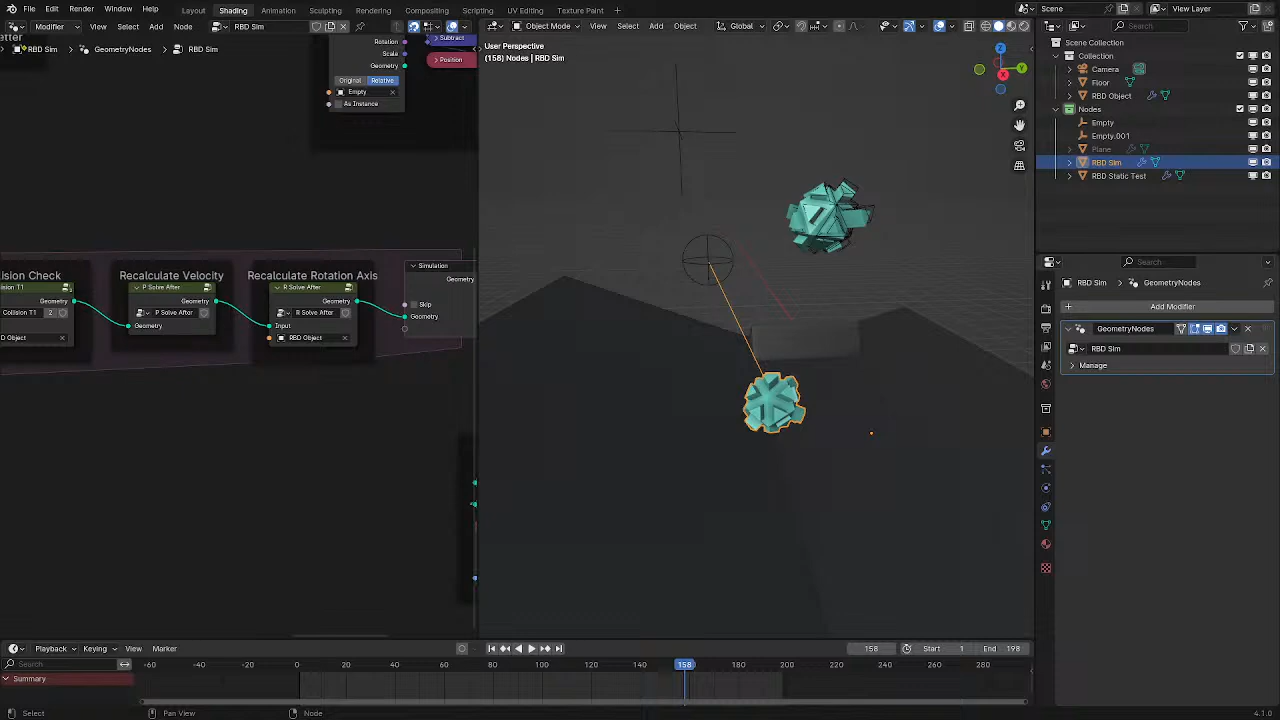 File Edit Render Window Help
Layout Shading Animation Scripting UV Editing Texture Paint +
Scene View Layer
Modifier View Select Add Node RBD Sim
Object Mode View Select Add Object Global
RBD Sim > GeometryNodes > RBD Sim
User Perspective
(158) Nodes | RBD Sim
Rotation
Scale
Geometry
Subtract
Position
Original Relative
Empty
As Instance
Search
Scene Collection
Collection
Camera
Floor
RBD Object
Nodes
Empty
Empty.001
Plane
RBD Sim
RBD Static Test
Search
RBD Sim > GeometryNodes
Add Modifier
GeometryNodes
RBD Sim
Manage
Recalculate Velocity
P Solve After
Geometry
P Solve After
Geometry
Recalculate Rotation Axis
R Solve After
Geometry
R Solve After
Input
RBD Object
Simulation
Geometry
Skip
Geometry
Geometry
Collision T1 2
Playback Keying View Marker
158 Start 1 End 198
Search
-60 -40 -20 0 20 40 60 80 100 120 140 158 180 200 220 240 260 280
Summary
Select Pan View Node 4.1.0